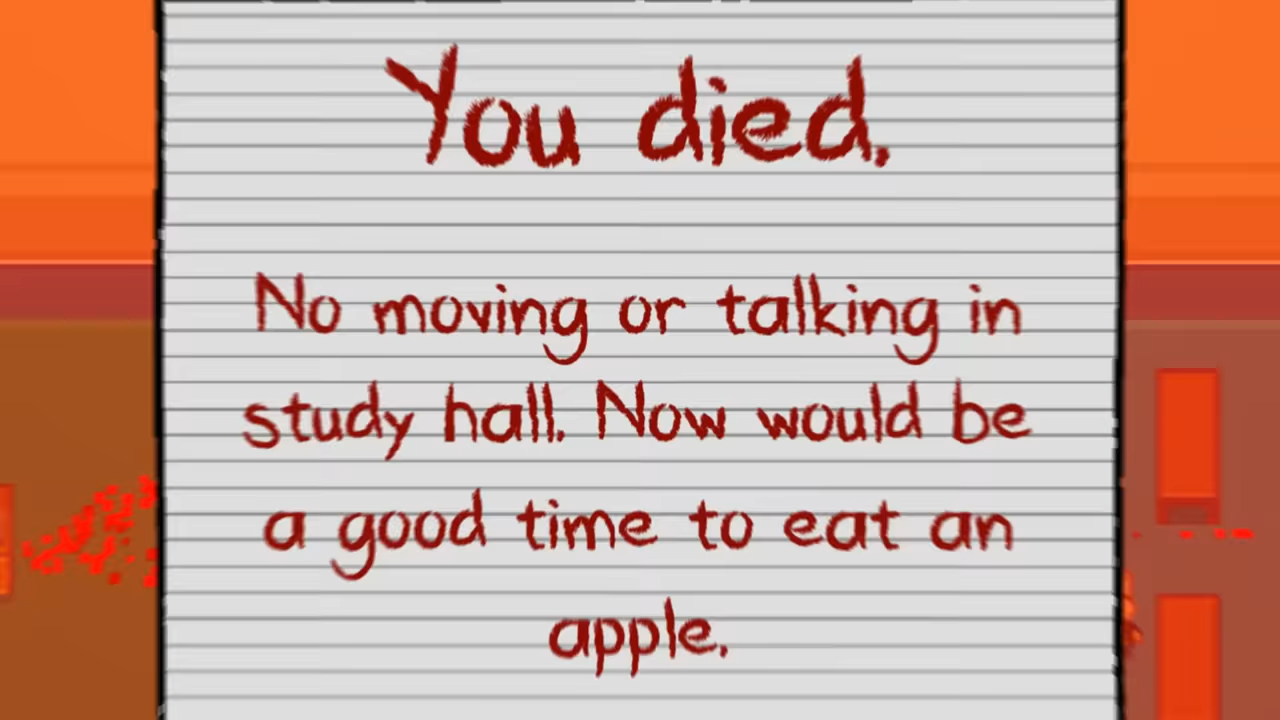 You died.
No moving or talking in
study hall. Now would be
a good time to eat an
apple.